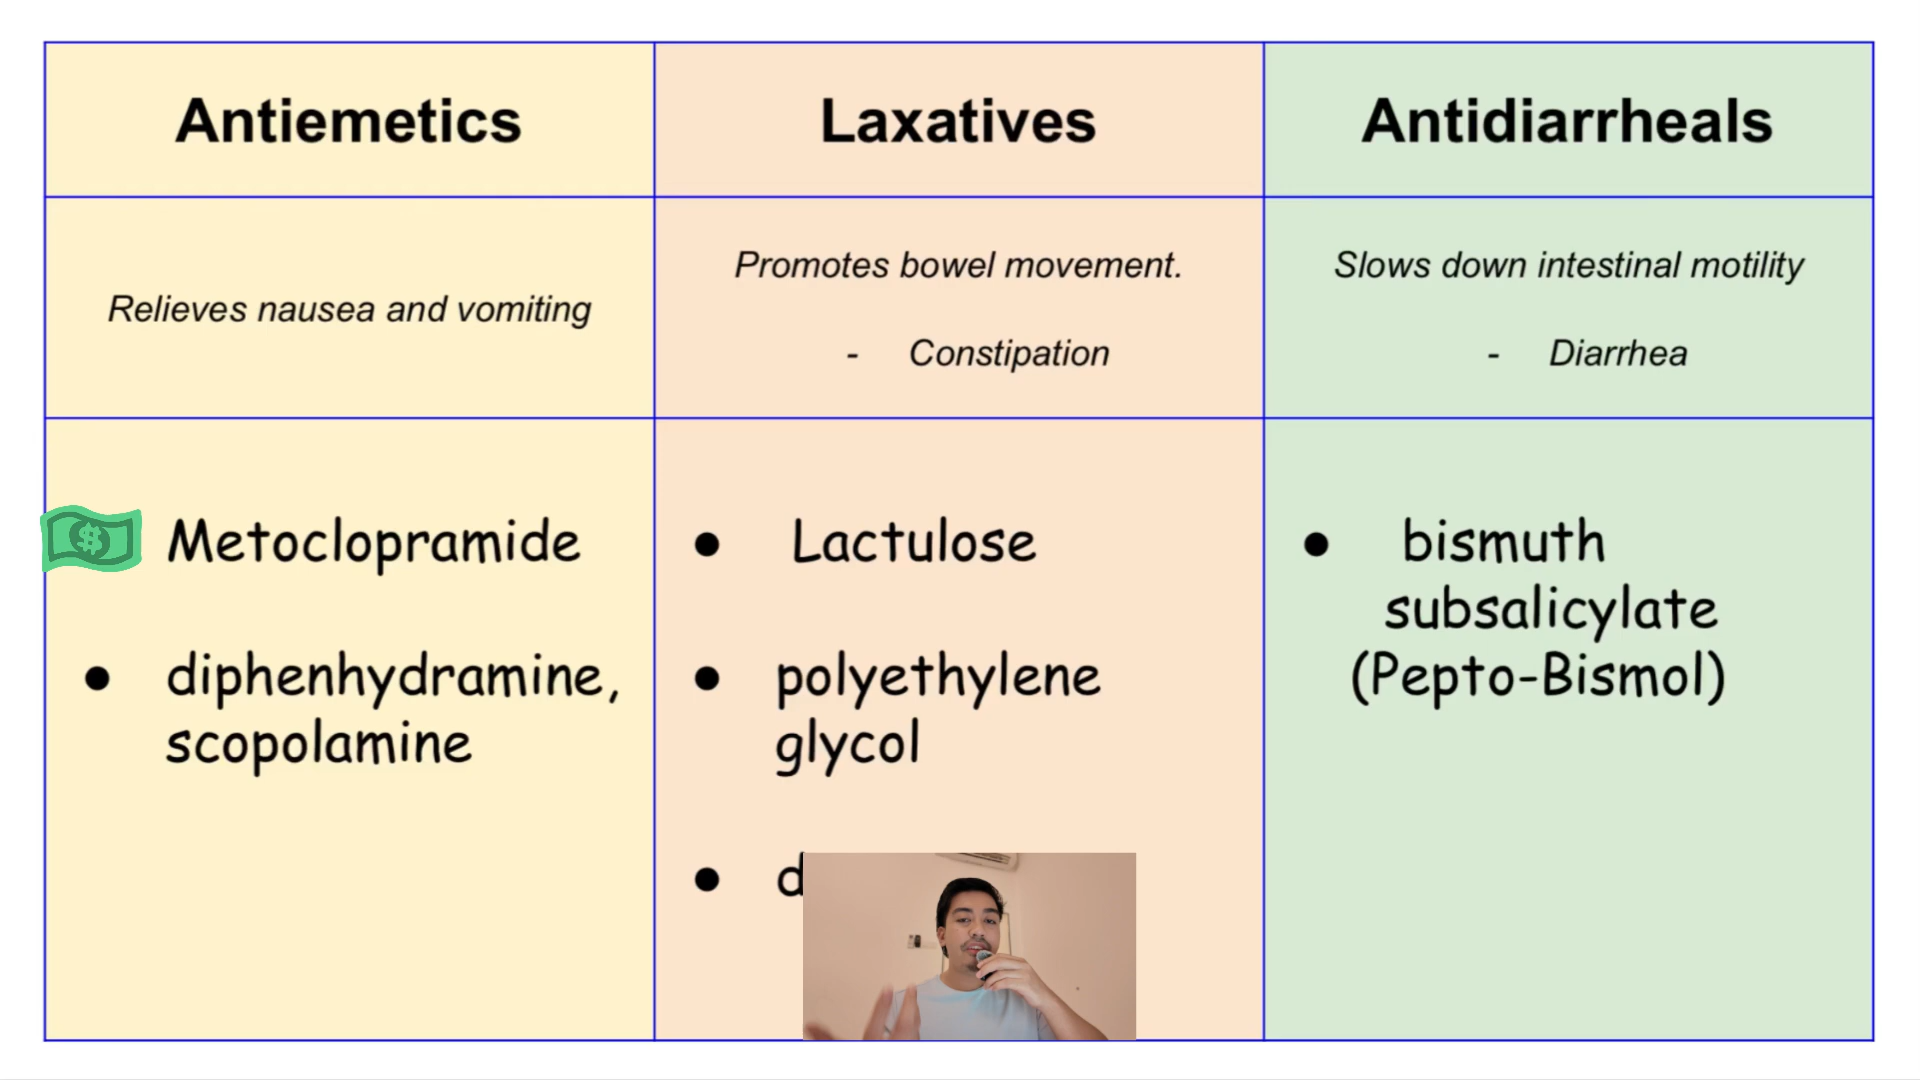 Antiemetics
Laxatives
Antidiarrheals
Relieves nausea and vomiting
Promotes bowel movement.
- Constipation
Slows down intestinal motility
- Diarrhea
$ Metoclopramide
● diphenhydramine,
scopolamine
● Lactulose
● polyethylene
glycol
● bismuth
subsalicylate
(Pepto-Bismol)